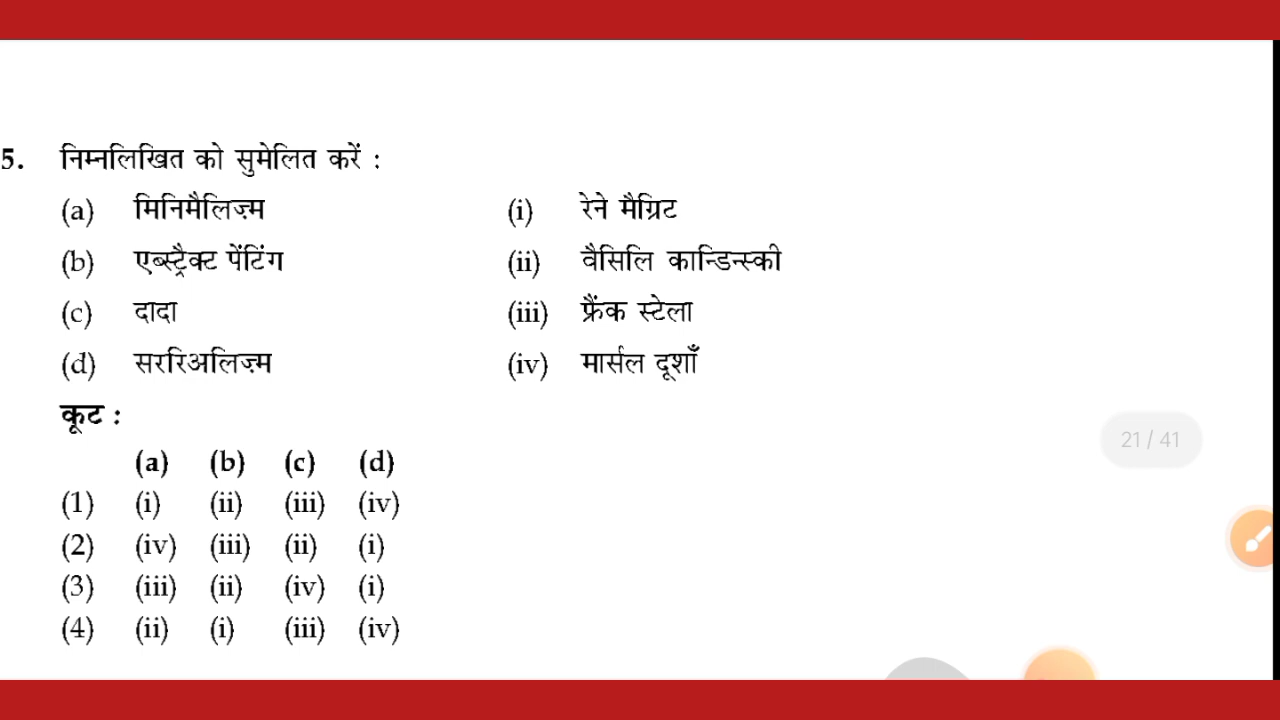 5. निम्नलिखित को सुमेलित करें :
(a) मिनिमैलिज़्म (i) रेने मैग्रिट
(b) एब्स्ट्रैक्ट पेंटिंग (ii) वैसिलि कान्डिन्स्की
(c) दादा (iii) फ्रैंक स्टेला
(d) सररिअलिज़्म (iv) मार्सल दूशाँ
कूट :
(a) (b) (c) (d)
(1) (i) (ii) (iii) (iv)
(2) (iv) (iii) (ii) (i)
(3) (iii) (ii) (iv) (i)
(4) (ii) (i) (iii) (iv)
21 / 41